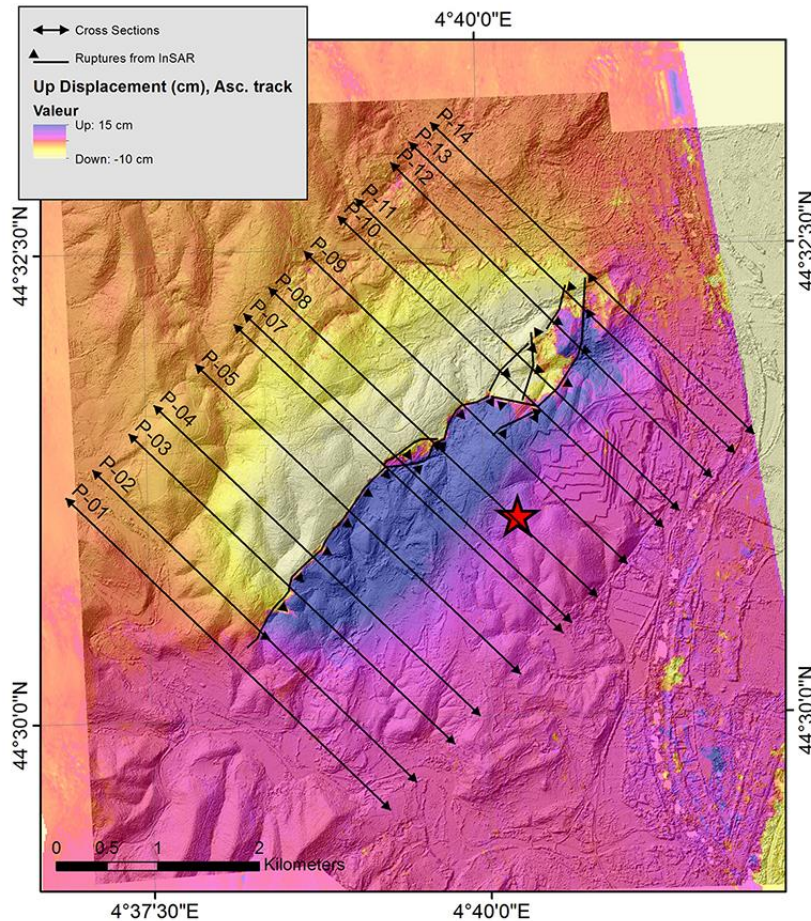 4°40'0"E
Cross Sections
Ruptures from InSAR
Up Displacement (cm), Asc. track
Valeur
Up: 15 cm
Down: -10 cm
P-14
P-13
P-12
P-11
P-10
P-09
P-08
P-07
P-05
P-04
P-03
P-02
P-01
44°32'30"N
44°32'30"N
44°30'0"N
44°30'0"N
0 0.5 1 2
Kilometers
4°37'30"E
4°40'0"E